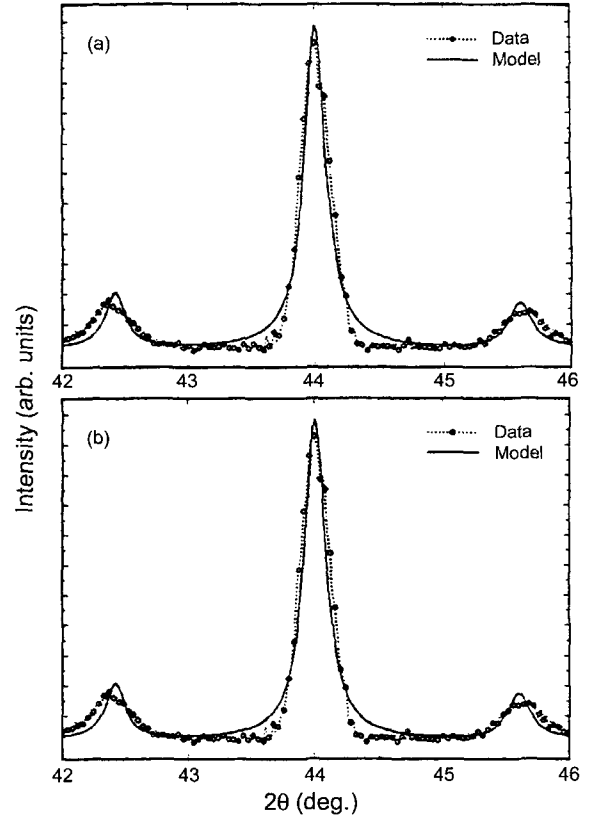 (a)
Data
Model
42 43 44 45 46
(b)
Data
Model
42 43 44 45 46
Intensity (arb. units)
2θ (deg.)